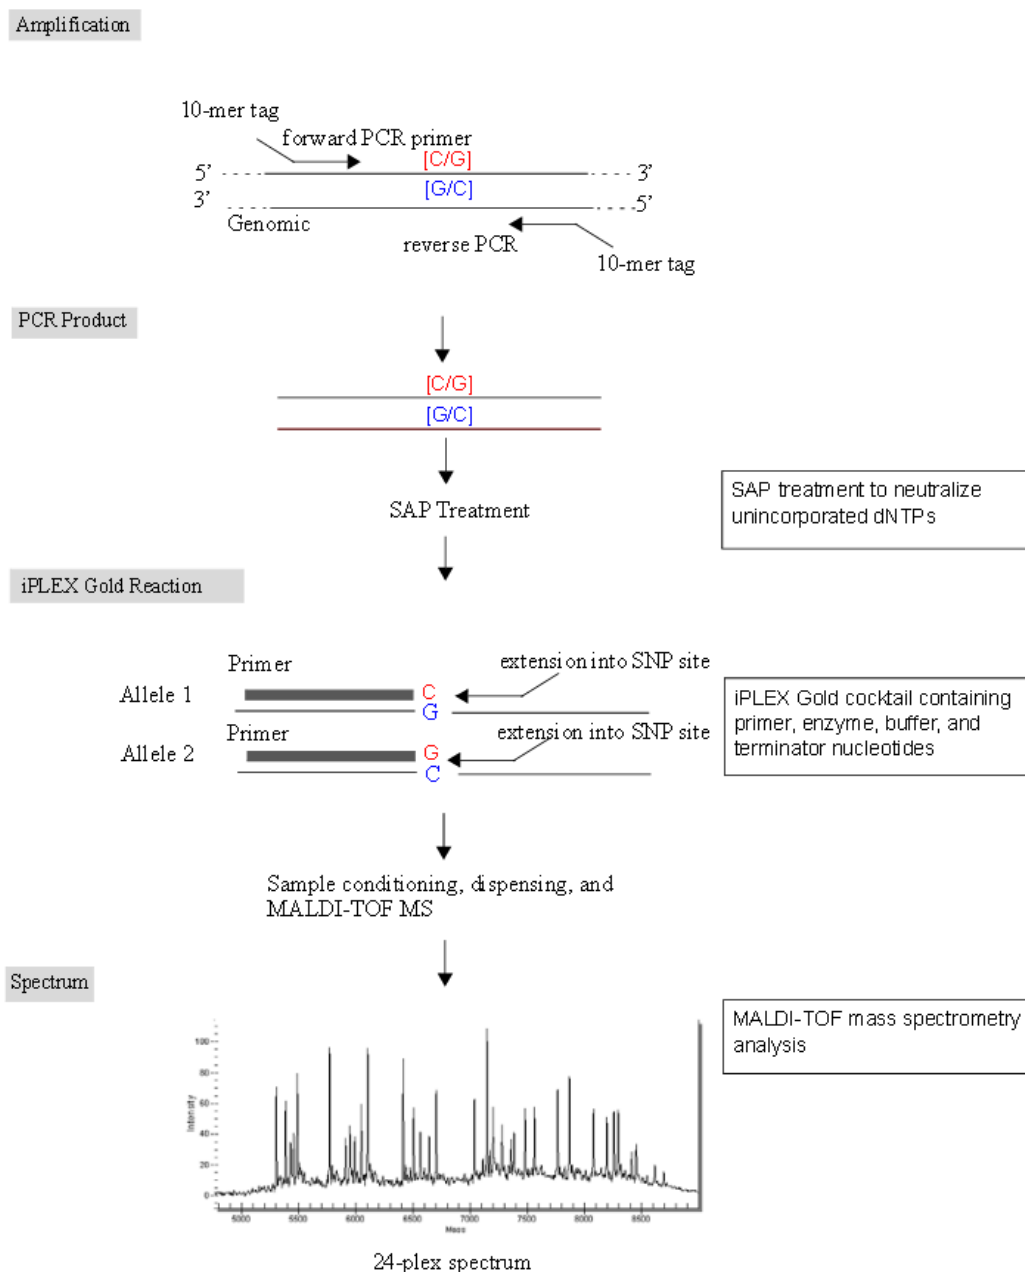 Amplification
10-mer tag
forward PCR primer
[C/G]
5’
3’
[G/C]
3’
5’
Genomic
reverse PCR
10-mer tag
PCR Product
[C/G]
[G/C]
SAP Treatment
SAP treatment to neutralize
unincorporated dNTPs
iPLEX Gold Reaction
Primer
extension into SNP site
Allele 1
C
G
Primer
extension into SNP site
Allele 2
G
C
iPLEX Gold cocktail containing
primer, enzyme, buffer, and
terminator nucleotides
Sample conditioning, dispensing, and
MALDI-TOF MS
Spectrum
MALDI-TOF mass spectrometry
analysis
100
80
60
40
20
0
Intensity
5000 5500 6000 6500 7000 7500 8000 8500
Mass
24-plex spectrum